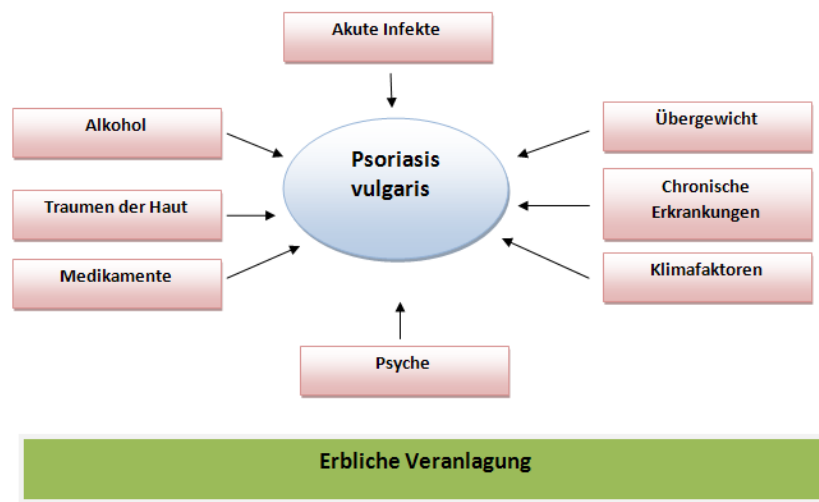 Akute Infekte
Alkohol
Übergewicht
Psoriasis
vulgaris
Traumen der Haut
Chronische
Erkrankungen
Medikamente
Klimafaktoren
Psyche
Erbliche Veranlagung